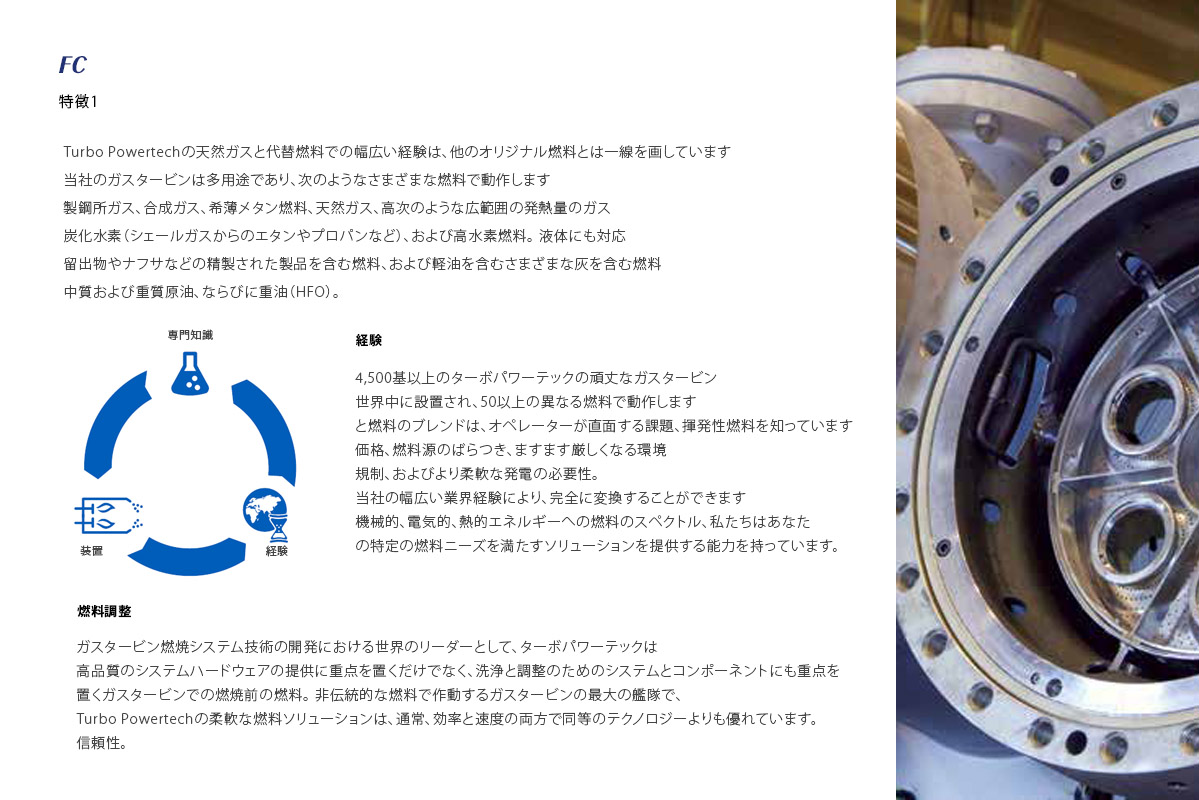 FC
特徴1
Turbo Powertechの天然ガスと代替燃料での幅広い経験は、他のオリジナル燃料とは一線を画しています
当社のガスタービンは多用途であり、次のようなさまざまな燃料で動作します
製鋼所ガス、合成ガス、希薄メタン燃料、天然ガス、高次のような広範囲の発熱量のガス
炭化水素（シェールガスからのエタンやプロパンなど）、および高水素燃料。液体にも対応
留出物やナフサなどの精製された製品を含む燃料、および軽油を含むさまざまな灰を含む燃料
中質および重質原油、ならびに重油（HFO）。
専門知識
装置
経験
経験
4,500基以上のターボパワーテックの頑丈なガスタービン
世界中に設置され、50以上の異なる燃料で動作します
と燃料のブレンドは、オペレーターが直面する課題、揮発性燃料を知っています
価格、燃料源のばらつき、ますます厳しくなる環境
規制、およびより柔軟な発電の必要性。
当社の幅広い業界経験により、完全に変換することができます
機械的、電気的、熱的エネルギーへの燃料のスペクトル、私たちはあなた
の特定の燃料ニーズを満たすソリューションを提供する能力を持っています。
燃料調整
ガスタービン燃焼システム技術の開発における世界のリーダーとして、ターボパワーテックは
高品質のシステムハードウェアの提供に重点を置くだけでなく、洗浄と調整のためのシステムとコンポーネントにも重点を
置くガスタービンでの燃焼前の燃料。非伝統的な燃料で作動するガスタービンの最大の艦隊で、
Turbo Powertechの柔軟な燃料ソリューションは、通常、効率と速度の両方で同等のテクノロジーよりも優れています。
信頼性。